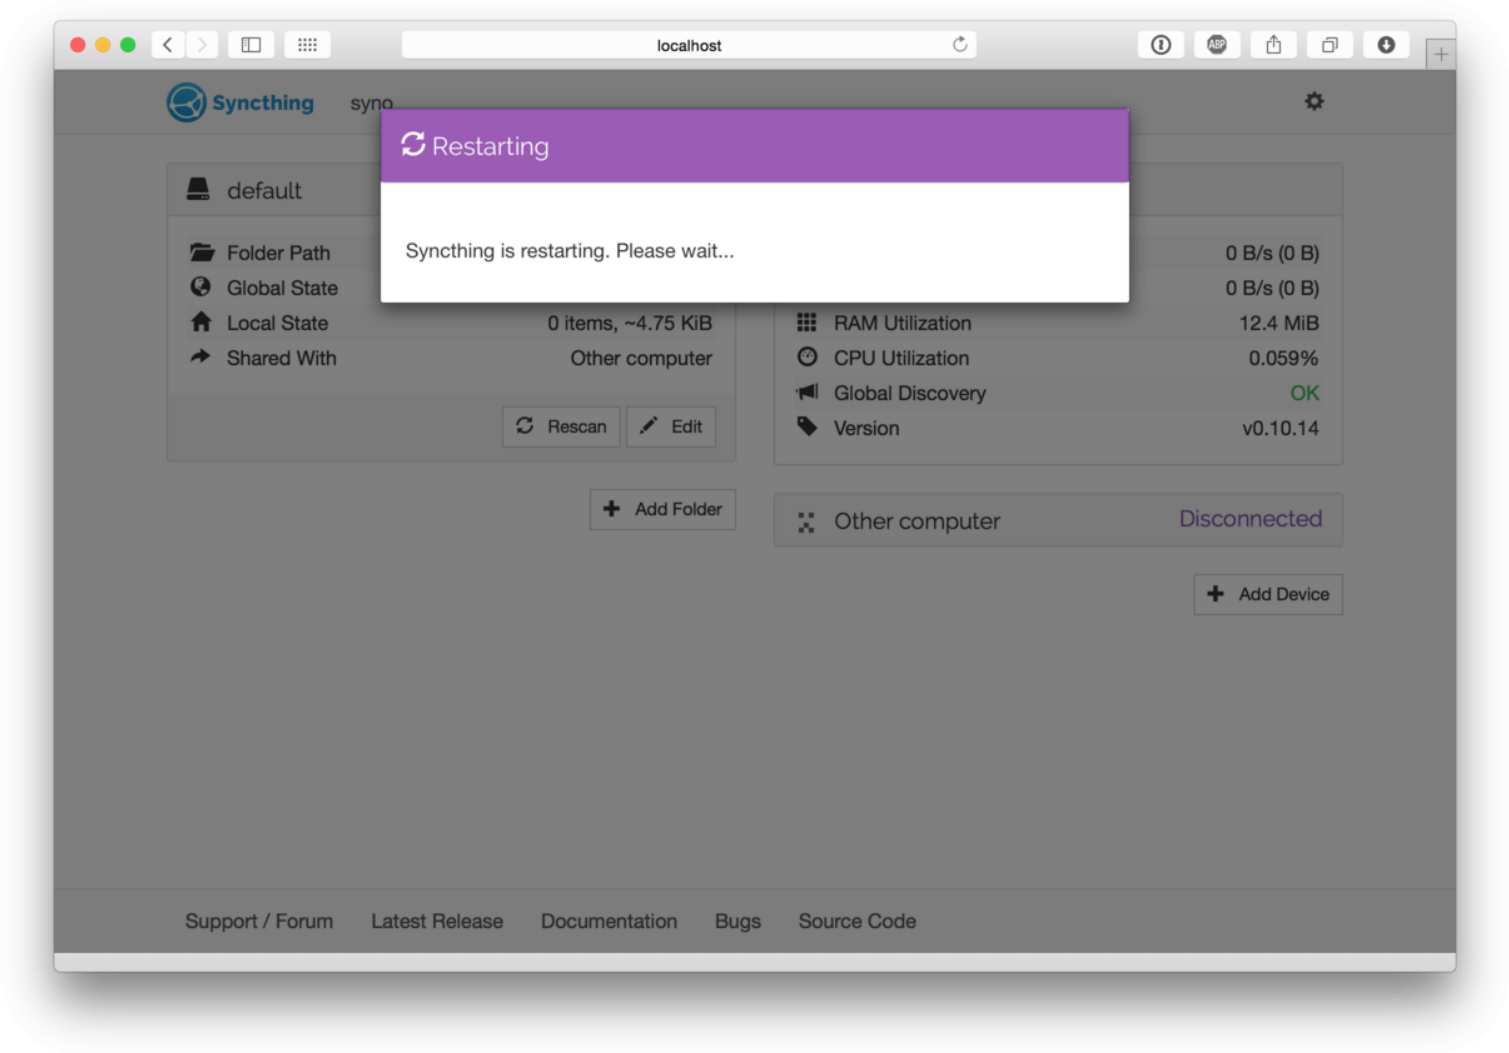 localhost
ABP
Syncthing
syno
Restarting
Syncthing is restarting. Please wait...
default
Folder Path
Global State
Local State
0 items, ~4.75 KiB
Shared With
Other computer
Rescan
Edit
Add Folder
0 B/s (0 B)
0 B/s (0 B)
RAM Utilization
12.4 MiB
CPU Utilization
0.059%
Global Discovery
OK
Version
v0.10.14
Other computer
Disconnected
Add Device
Support / Forum
Latest Release
Documentation
Bugs
Source Code